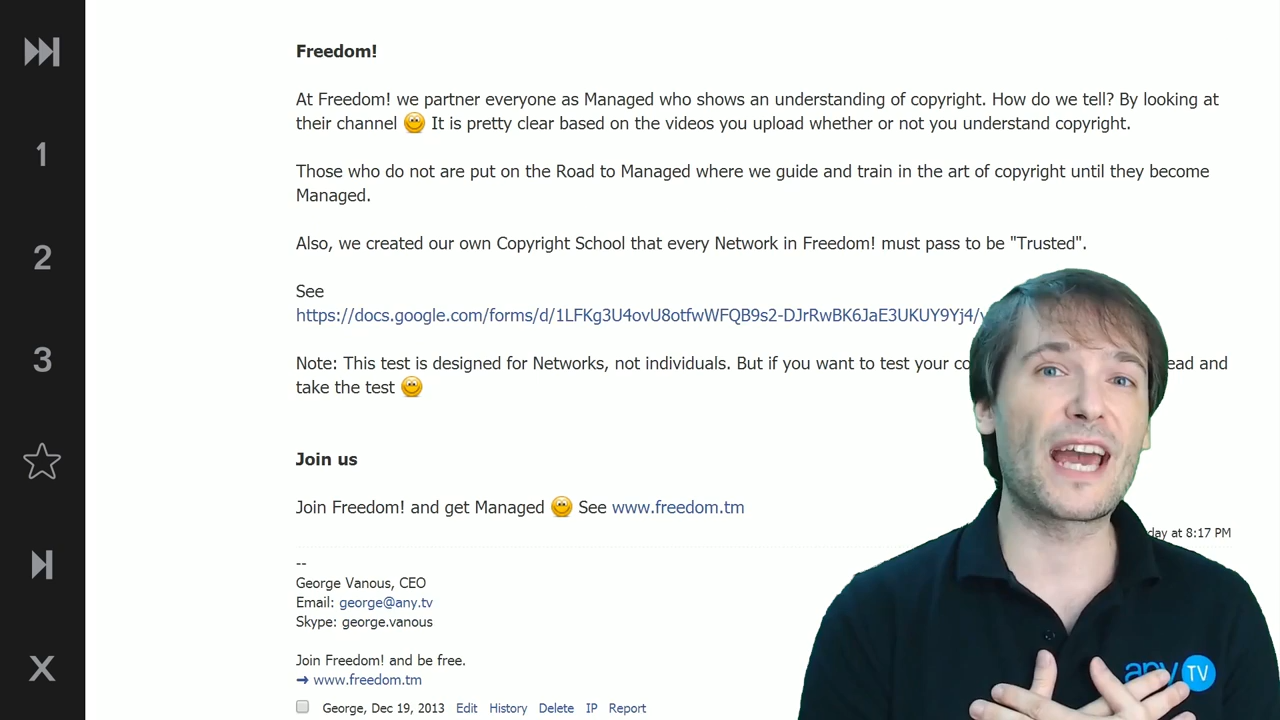 Freedom!
At Freedom! we partner everyone as Managed who shows an understanding of copyright. How do we tell? By looking at
their channel It is pretty clear based on the videos you upload whether or not you understand copyright.
Those who do not are put on the Road to Managed where we guide and train in the art of copyright until they become
Managed.
Also, we created our own Copyright School that every Network in Freedom! must pass to be "Trusted".
See
https://docs.google.com/forms/d/1LFKg3U4ovU8otfwWFQB9s2-DJrRwBK6JaE3UKUY9Yj4/
Note: This test is designed for Networks, not individuals. But if you want to test your and
take the test
Join us
Join Freedom! and get Managed See www.freedom.tm
at 8:17 PM
--
George Vanous, CEO
Email: george@any.tv
Skype: george.vanous
Join Freedom! and be free.
➞ www.freedom.tm
George, Dec 19, 2013 Edit History Delete IP Report
1
2
3
X
any TV